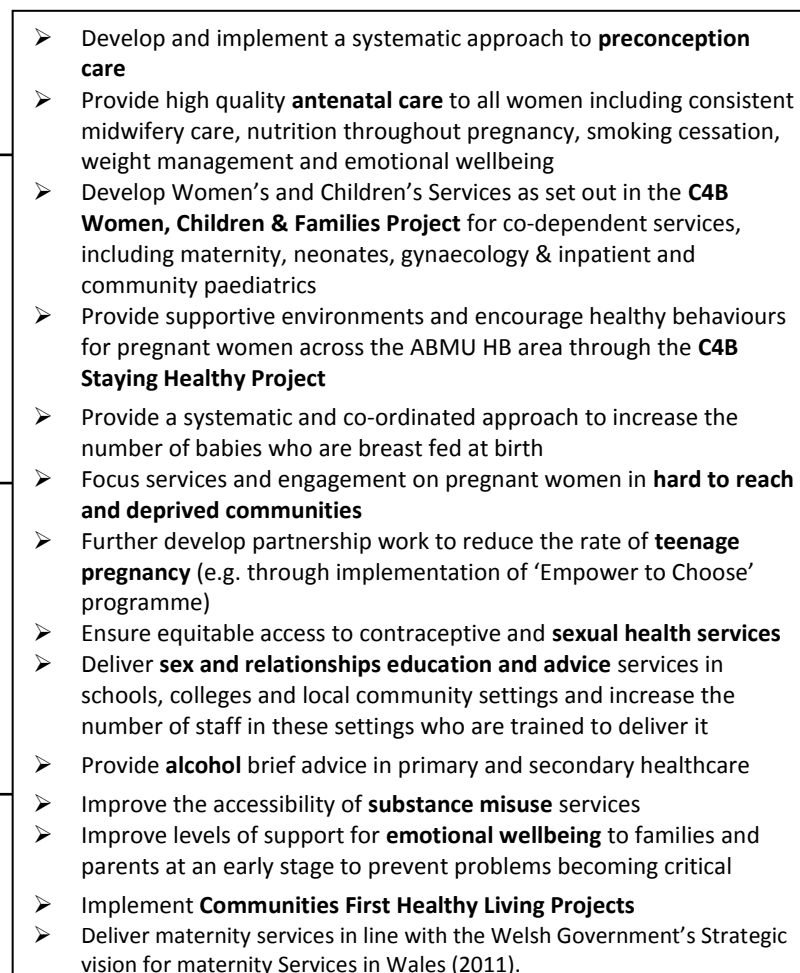 ➢ Develop and implement a systematic approach to preconception
care
➢ Provide high quality antenatal care to all women including consistent
midwifery care, nutrition throughout pregnancy, smoking cessation,
weight management and emotional wellbeing
➢ Develop Women’s and Children’s Services as set out in the C4B
Women, Children & Families Project for co-dependent services,
including maternity, neonates, gynaecology & inpatient and
community paediatrics
➢ Provide supportive environments and encourage healthy behaviours
for pregnant women across the ABMU HB area through the C4B
Staying Healthy Project
➢ Provide a systematic and co-ordinated approach to increase the
number of babies who are breast fed at birth
➢ Focus services and engagement on pregnant women in hard to reach
and deprived communities
➢ Further develop partnership work to reduce the rate of teenage
pregnancy (e.g. through implementation of ‘Empower to Choose’
programme)
➢ Ensure equitable access to contraceptive and sexual health services
➢ Deliver sex and relationships education and advice services in
schools, colleges and local community settings and increase the
number of staff in these settings who are trained to deliver it
➢ Provide alcohol brief advice in primary and secondary healthcare
➢ Improve the accessibility of substance misuse services
➢ Improve levels of support for emotional wellbeing to families and
parents at an early stage to prevent problems becoming critical
➢ Implement Communities First Healthy Living Projects
➢ Deliver maternity services in line with the Welsh Government’s Strategic
vision for maternity Services in Wales (2011).